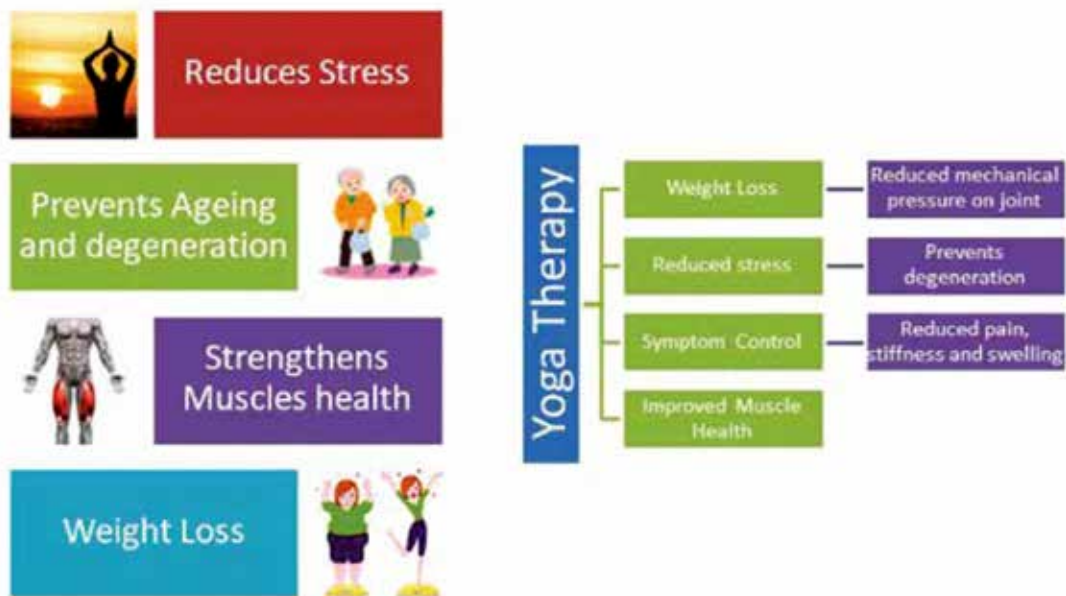 Reduces Stress
Prevents Ageing
and degeneration
Strengthens
Muscles health
Weight Loss
Yoga Therapy
Weight Loss
Reduced mechanical
pressure on joint
Reduced stress
Prevents
degeneration
Symptom Control
Reduced pain,
stiffness and swelling
Improved Muscle
Health